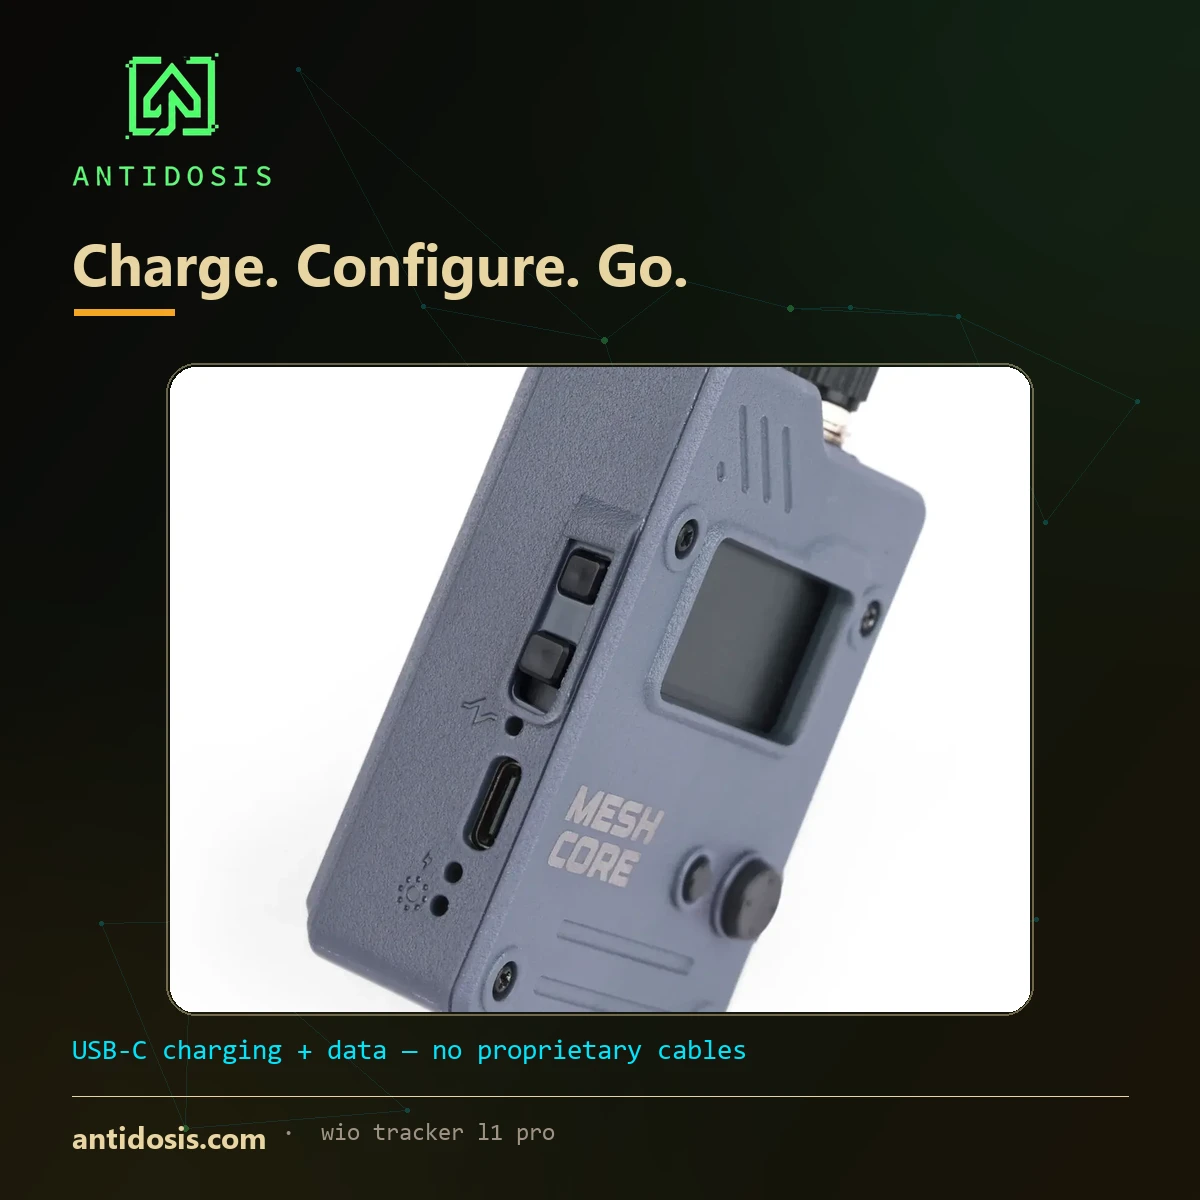 ANTIDOSIS
Charge. Configure. Go.
MESH
CORE
USB-C charging + data — no proprietary cables
antidosis.com · wio tracker l1 pro